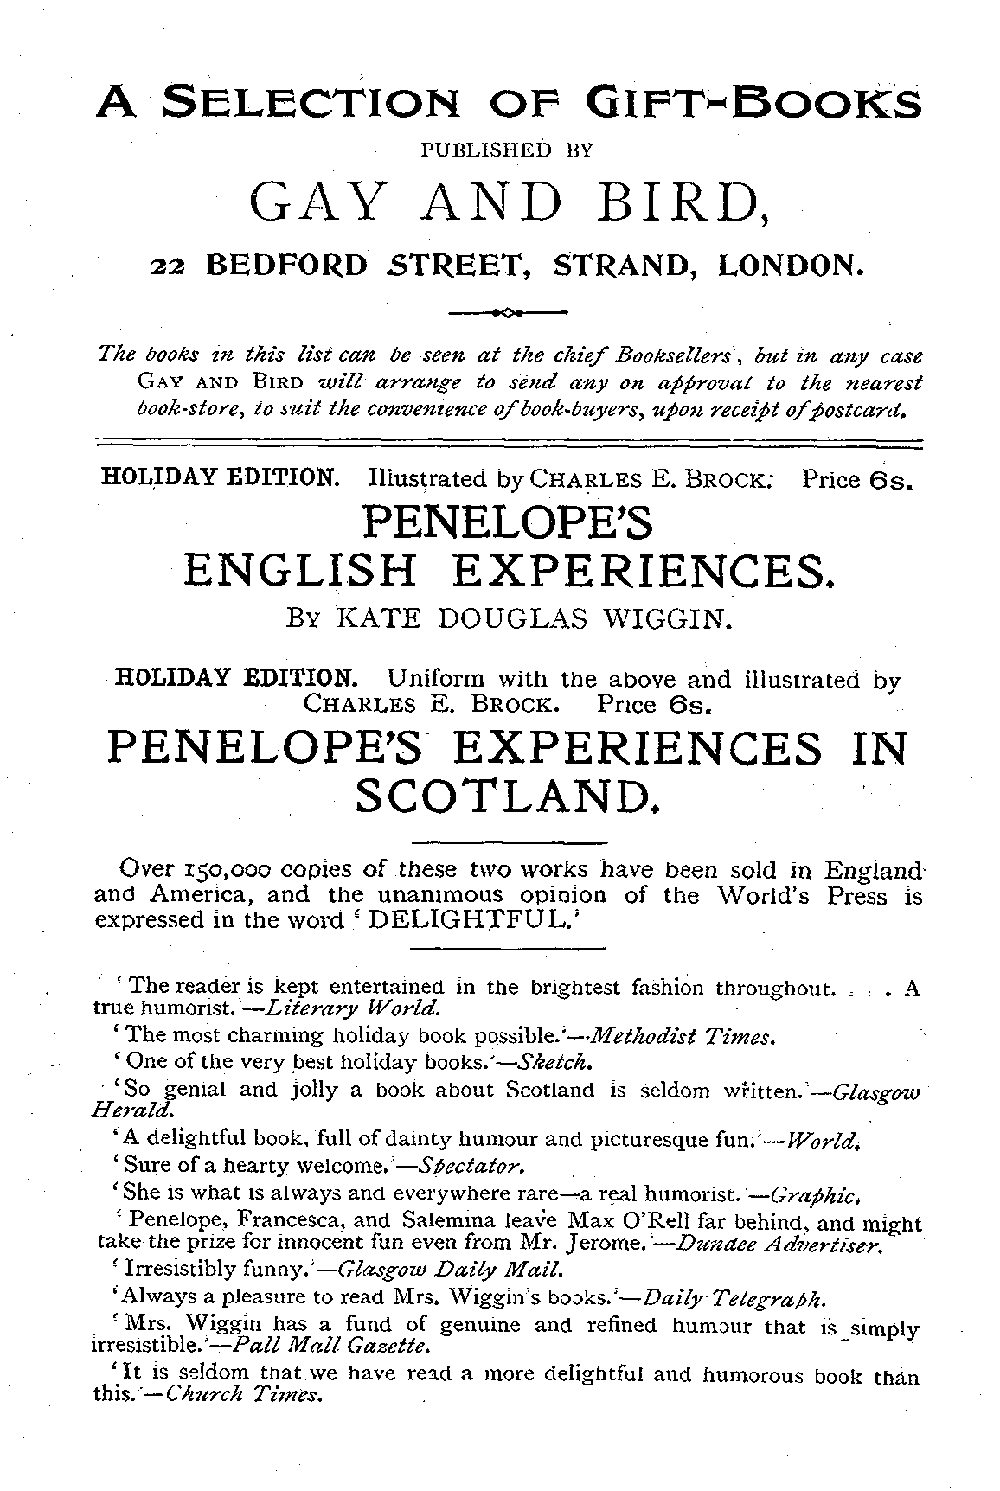 A SELECTION OF GIFT-BOOKS
PUBLISHED BY
GAY AND BIRD,
22 BEDFORD STREET, STRAND, LONDON.
The books in this list can be seen at the chief Booksellers, but in any case
GAY AND BIRD will arrange to send any on approval to the nearest
book-store, to suit the convenience of book-buyers, upon receipt of postcard.
HOLIDAY EDITION. Illustrated by CHARLES E. BROCK. Price 6s.
PENELOPE'S
ENGLISH EXPERIENCES.
BY KATE DOUGLAS WIGGIN.
HOLIDAY EDITION. Uniform with the above and illustrated by
CHARLES E. BROCK. Price 6s.
PENELOPE'S EXPERIENCES IN
SCOTLAND.
Over 150,000 copies of these two works have been sold in England
and America, and the unanimous opinion of the World's Press is
expressed in the word 'DELIGHTFUL.'
'The reader is kept entertained in the brightest fashion throughout. . . . A
true humorist.'—Literary World.
'The most charming holiday book possible.'—Methodist Times.
'One of the very best holiday books.'—Sketch.
'So genial and jolly a book about Scotland is seldom written.'—Glasgow
Herald.
'A delightful book, full of dainty humour and picturesque fun.'—World.
'Sure of a hearty welcome.'—Spectator.
'She is what is always and everywhere rare—a real humorist.'—Graphic.
'Penelope, Francesca, and Salemina leave Max O'Rell far behind, and might
take the prize for innocent fun even from Mr. Jerome.'—Dundee Advertiser.
'Irresistibly funny.'—Glasgow Daily Mail.
'Always a pleasure to read Mrs. Wiggin's books.'—Daily Telegraph.
'Mrs. Wiggin has a fund of genuine and refined humour that is simply
irresistible.'—Pall Mall Gazette.
'It is seldom that we have read a more delightful and humorous book than
this.'—Church Times.